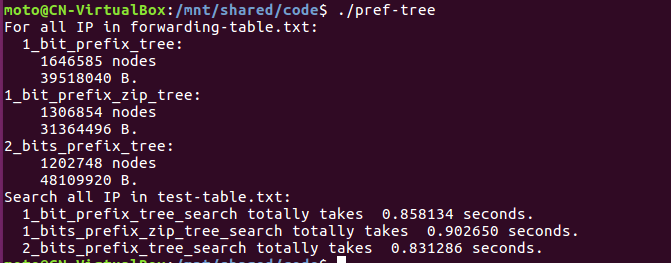 moto@CN-VirtualBox:/mnt/shared/code$ ./pref-tree
For all IP in forwarding-table.txt:
  1_bit_prefix_tree:
    1646585 nodes
    39518040 B.
1_bit_prefix_zip_tree:
    1306854 nodes
    31364496 B.
2_bits_prefix_tree:
    1202748 nodes
    48109920 B.
Search all IP in test-table.txt:
  1_bit_prefix_tree_search totally takes  0.858134 seconds.
  1_bits_prefix_zip_tree_search totally takes  0.902650 seconds.
  2_bits_prefix_tree_search totally takes  0.831286 seconds.
moto@CN-VirtualBox:/mnt/shared/code$